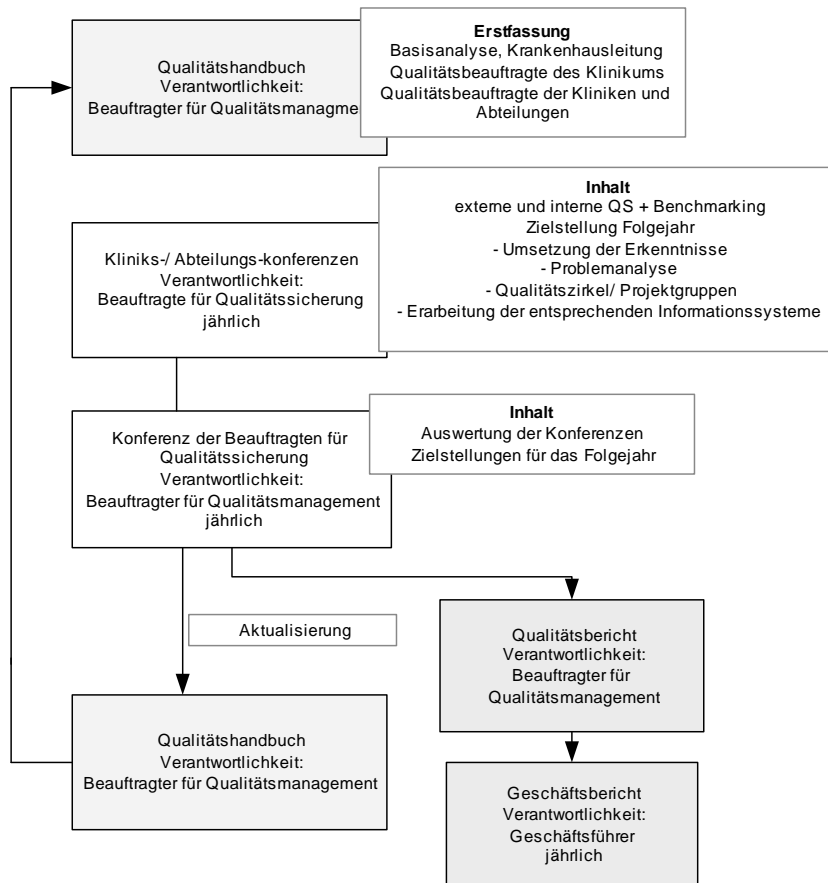 Qualitätshandbuch
Verantwortlichkeit:
Beauftragter für Qualitätsmanagme
Erstfassung
Basisanalyse, Krankenhausleitung
Qualitätsbeauftragte des Klinikums
Qualitätsbeauftragte der Kliniken und
Abteilungen
Kliniks-/ Abteilungs-konferenzen
Verantwortlichkeit:
Beauftragte für Qualitätssicherung
jährlich
Inhalt
externe und interne QS + Benchmarking
Zielstellung Folgejahr
- Umsetzung der Erkenntnisse
- Problemanalyse
- Qualitätszirkel/ Projektgruppen
- Erarbeitung der entsprechenden Informationssysteme
Konferenz der Beauftragten für
Qualitätssicherung
Verantwortlichkeit:
Beauftragter für Qualitätsmanagement
jährlich
Inhalt
Auswertung der Konferenzen
Zielstellungen für das Folgejahr
Aktualisierung
Qualitätsbericht
Verantwortlichkeit:
Beauftragter für
Qualitätsmanagement
Qualitätshandbuch
Verantwortlichkeit:
Beauftragter für Qualitätsmanagement
Geschäftsbericht
Verantwortlichkeit:
Geschäftsführer
jährlich